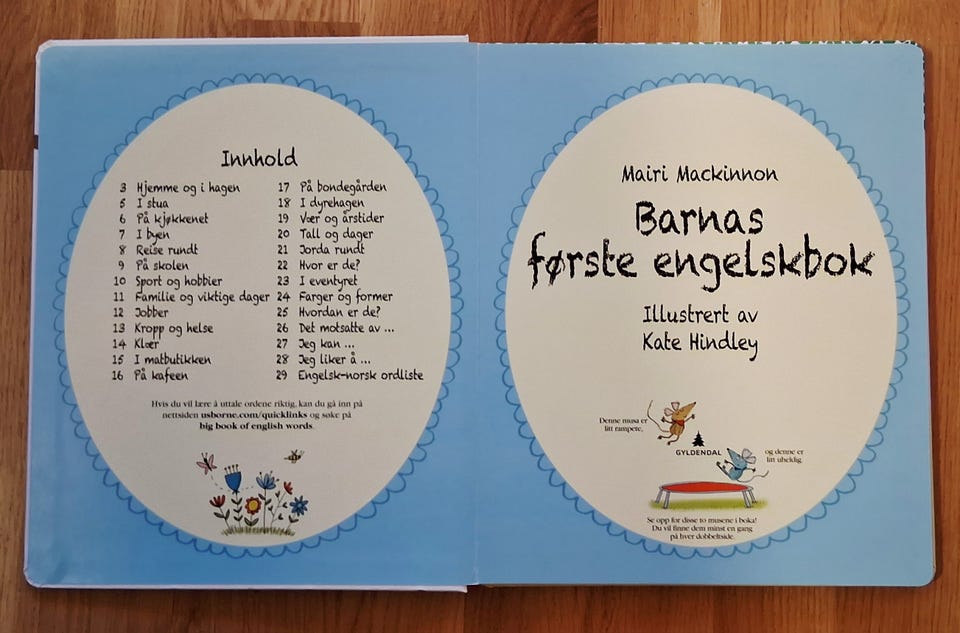 Innhold
3 Hjemme og i hagen
5 I stua
6 På kjøkkenet
7 I byen
8 Reise rundt
9 På skolen
10 Sport og hobbier
11 Familie og viktige dager
12 Jobber
13 Kropp og helse
14 Klær
15 I matbutikken
16 På kafeen
17 På bondegården
18 I dyrehagen
19 Vær og årstider
20 Tall og dager
21 Jorda rundt
22 Hvor er de?
23 I eventyret
24 Farger og former
25 Hvordan er de?
26 Det motsatte av ...
27 Jeg kan ...
28 Jeg liker å ...
29 Engelsk-norsk ordliste
Hvis du vil lære å uttale ordene riktig, kan du gå inn på
nettsiden usborne.com/quicklinks og søke på
big book of english words.
Mairi Mackinnon
Barnas
første engelskbok
Illustrert av
Kate Hindley
Denne musa er
litt rampete,
GYLDENDAL
og denne er
litt uheldig.
Se opp for disse to musene i boka!
Du vil finne dem minst en gang
på hver dobbeltside.